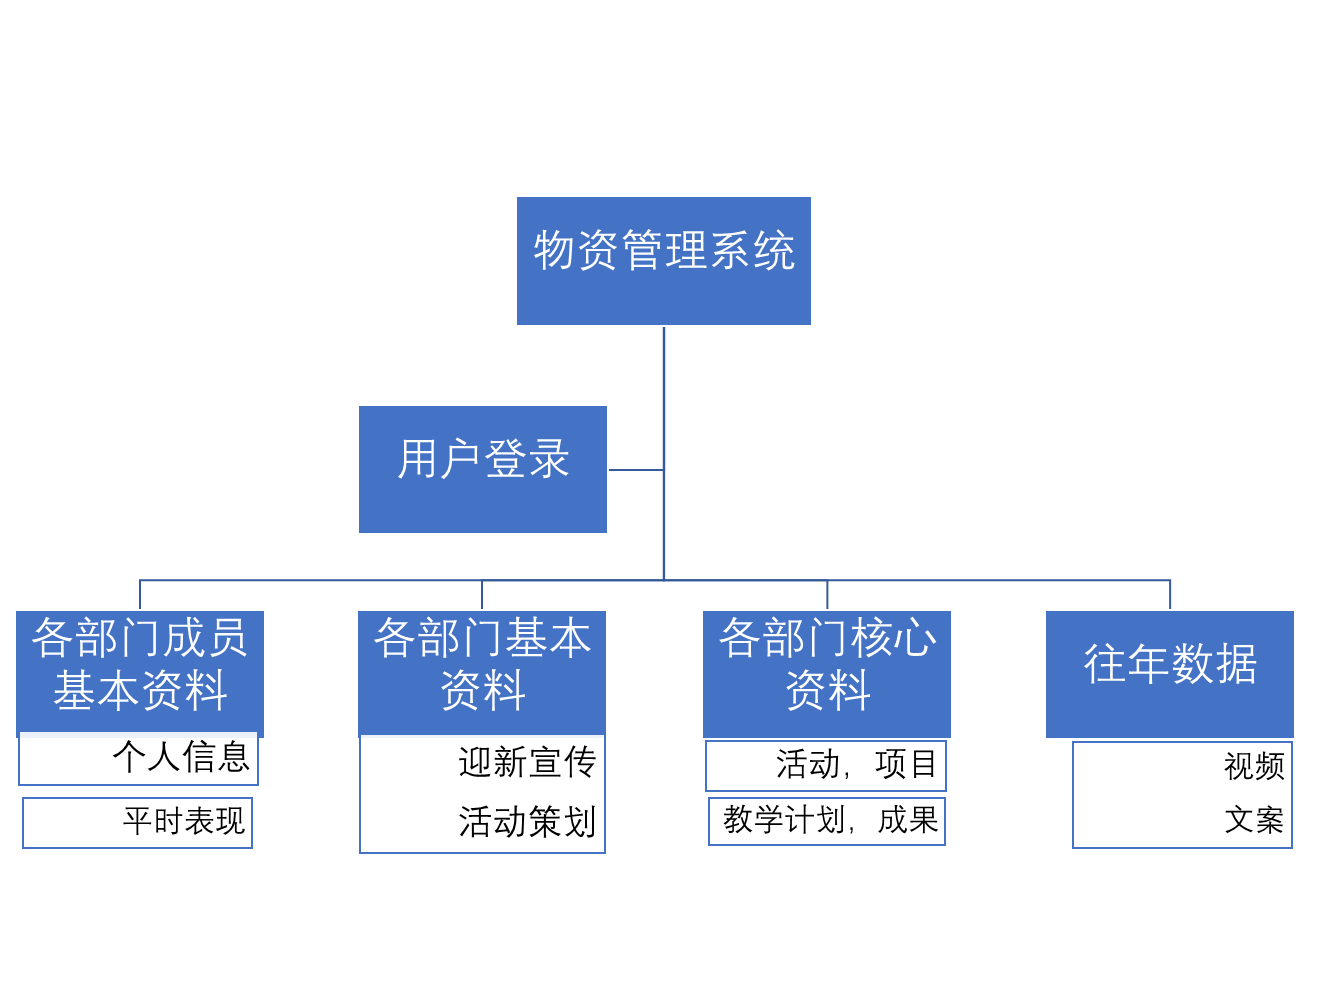 物资管理系统
用户登录
各部门成员
基本资料
个人信息
平时表现
各部门基本
资料
迎新宣传
活动策划
各部门核心
资料
活动，项目
教学计划，成果
往年数据
视频
文案